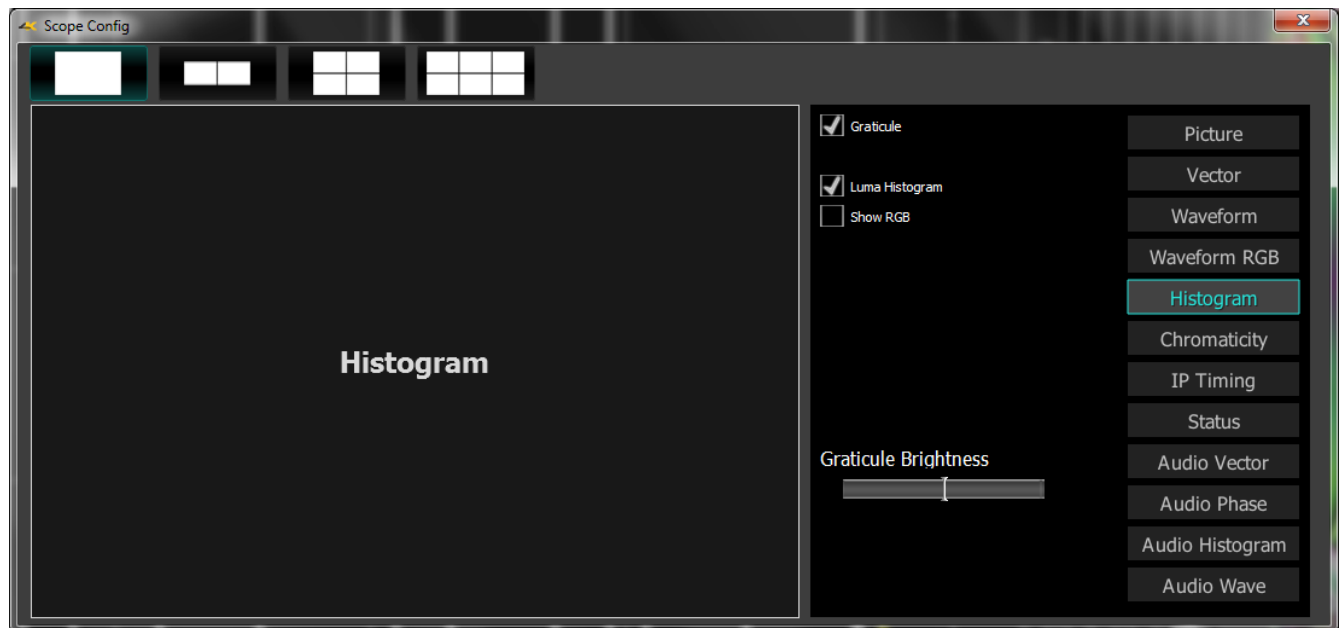 Scope Config
Graticule
Luma Histogram
Show RGB
Histogram
Graticule Brightness
Picture
Vector
Waveform
Waveform RGB
Histogram
Chromaticity
IP Timing
Status
Audio Vector
Audio Phase
Audio Histogram
Audio Wave